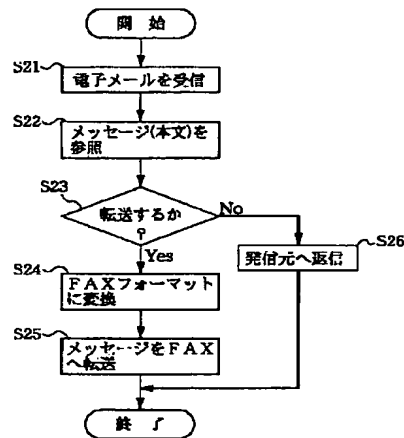 開 始
S21
電子メールを受信
S22
メッセージ(本文)を
参照
S23
転送するか
?
No
Yes
S26
発信元へ返信
S24
FAXフォーマット
に変換
S25
メッセージをFAX
へ転送
終 了